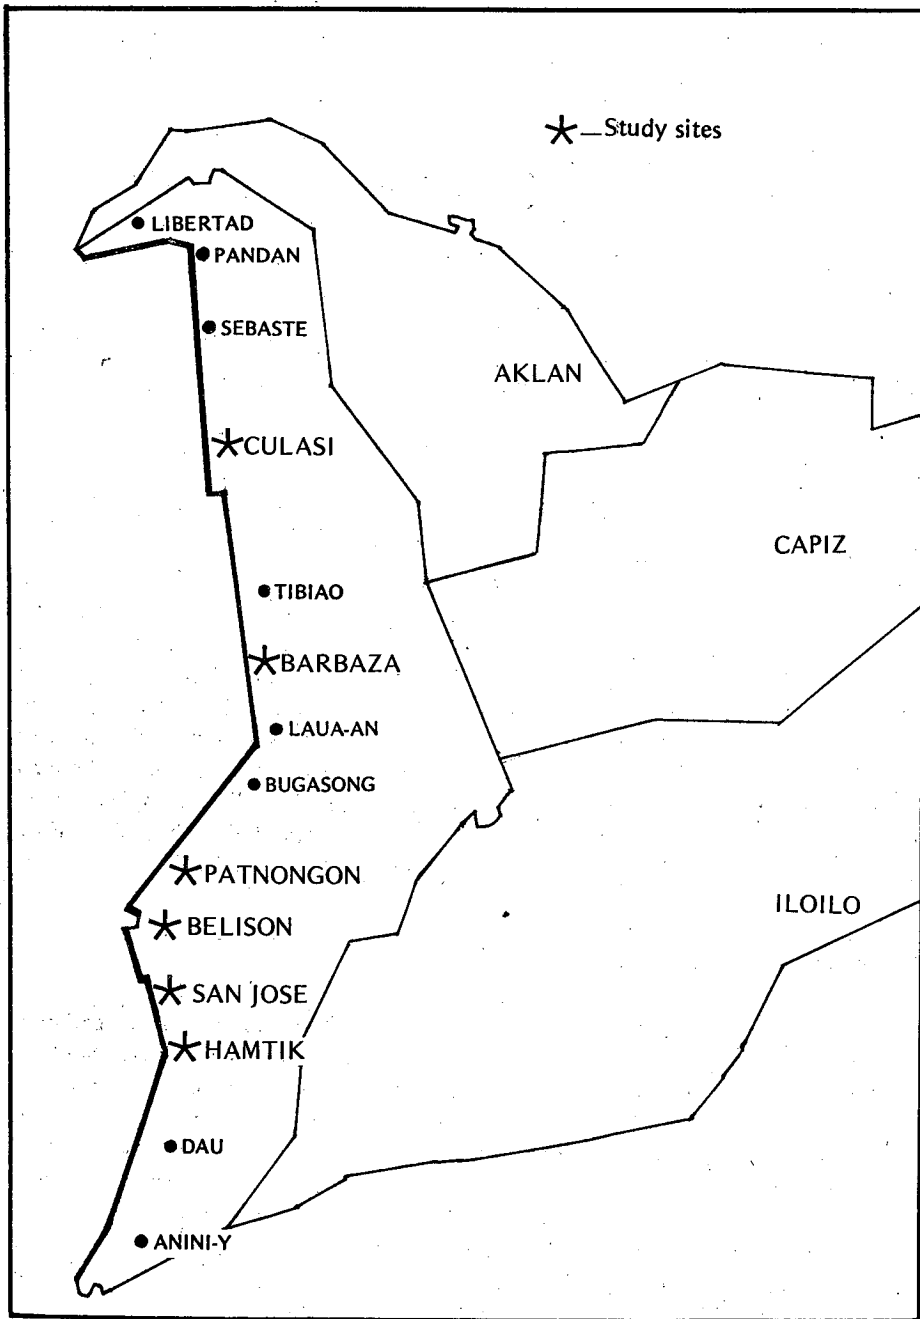 Study sites
LIBERTAD
PANDAN
SEBASTE
AKLAN
CULASI
CAPIZ
TIBIAO
BARBAZA
LAUA-AN
BUGASONG
PATNONGON
ILOILO
BELISON
SAN JOSE
HAMTIK
DAU
ANINI-Y